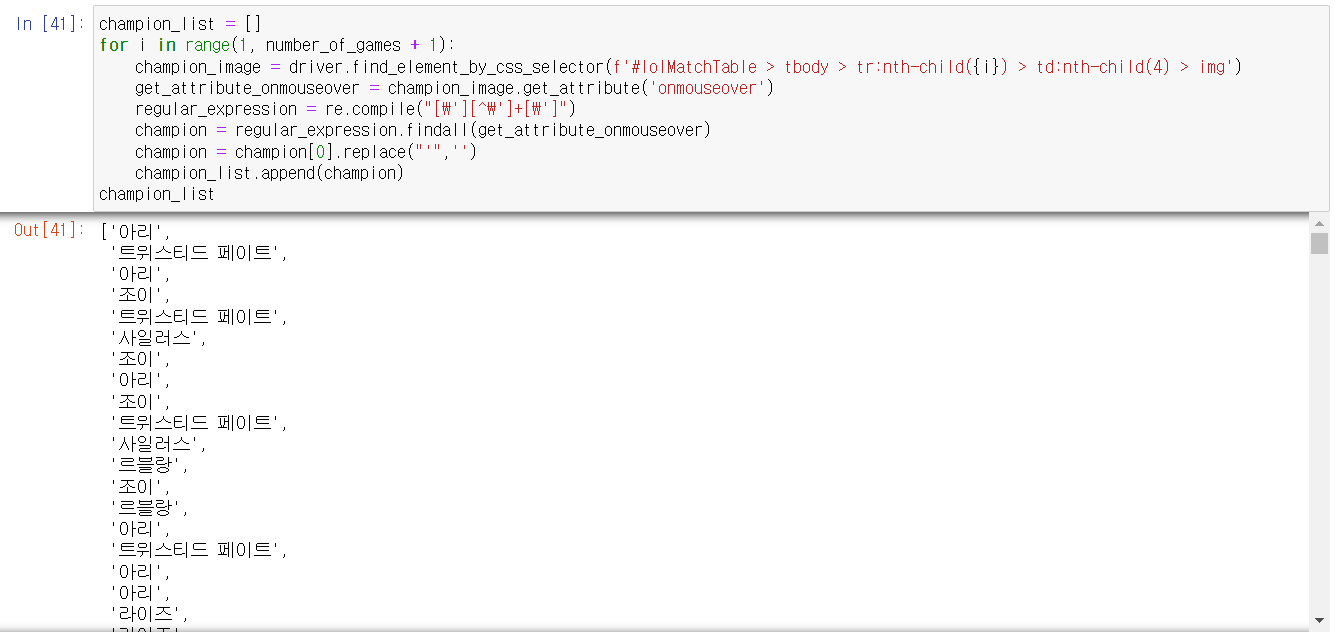 In [41]:
champion_list = []
for i in range(1, number_of_games + 1):
    champion_image = driver.find_element_by_css_selector(f'#lolMatchTable > tbody > tr:nth-child({i}) > td:nth-child(4) > img')
    get_attribute_onmouseover = champion_image.get_attribute('onmouseover')
    regular_expression = re.compile("[₩'][^₩']+[₩']")
    champion = regular_expression.findall(get_attribute_onmouseover)
    champion = champion[0].replace("'",'')
    champion_list.append(champion)
champion_list
Out[41]:
['아리',
 '트위스티드 페이트',
 '아리',
 '조이',
 '트위스티드 페이트',
 '사일러스',
 '조이',
 '아리',
 '조이',
 '트위스티드 페이트',
 '사일러스',
 '르블랑',
 '조이',
 '르블랑',
 '아리',
 '트위스티드 페이트',
 '아리',
 '아리',
 '라이즈',